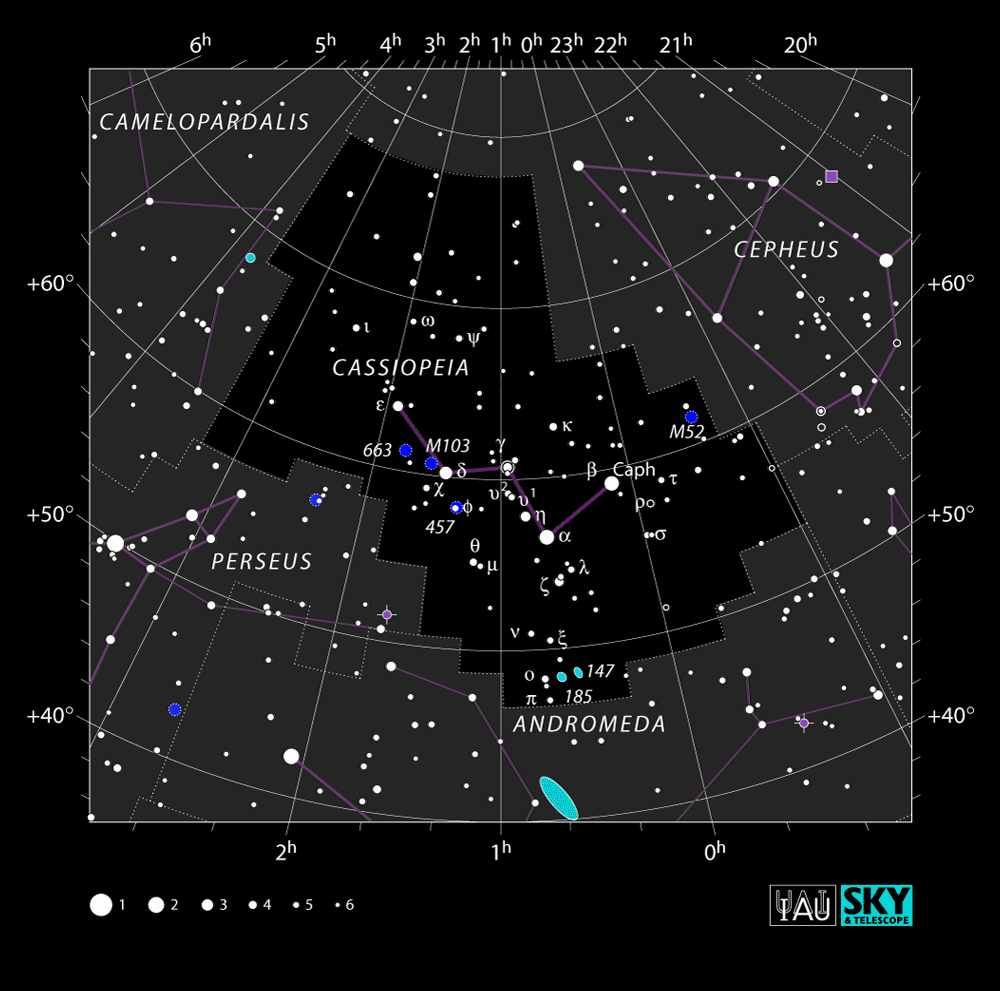 6h 5h 4h 3h 2h 1h 0h 23h 22h 21h 20h
CAMELOPARDALIS
CEPHEUS
+60° +60°
ι ω ψ
CASSIOPEIA
ε κ
M52
663 M103 γ
δ β Caph τ
χ υ2 υ1 ρ
457 ϕ η
+50° +50°
α σ
θ
PERSEUS μ λ
ζ
ν ξ
ο 147
π 185
+40° +40°
ANDROMEDA
2h 1h 0h
1 2 3 4 5 6
IAU SKY
& TELESCOPE